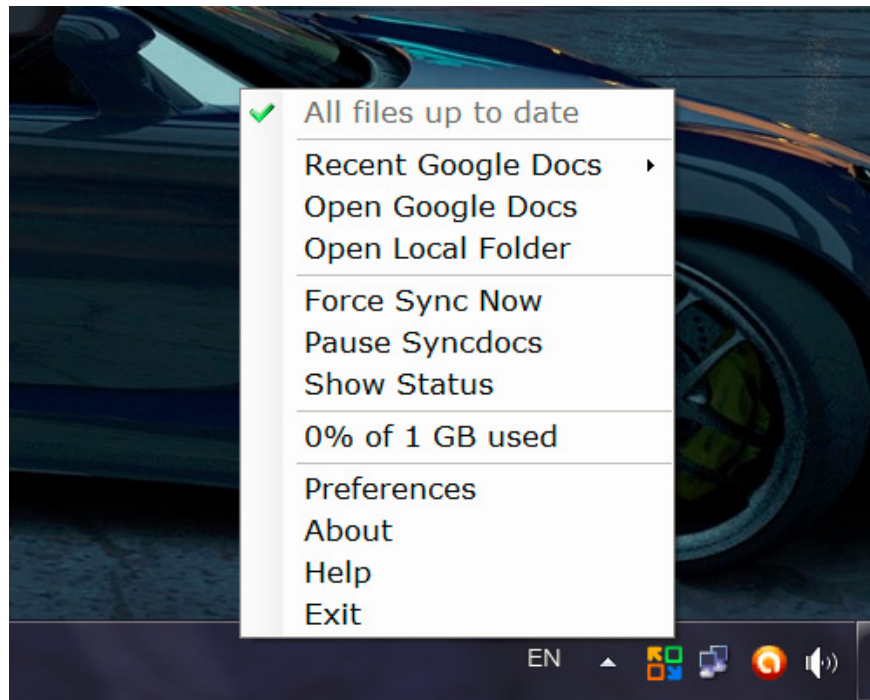 All files up to date
Recent Google Docs
Open Google Docs
Open Local Folder
Force Sync Now
Pause Syncdocs
Show Status
0% of 1 GB used
Preferences
About
Help
Exit
EN